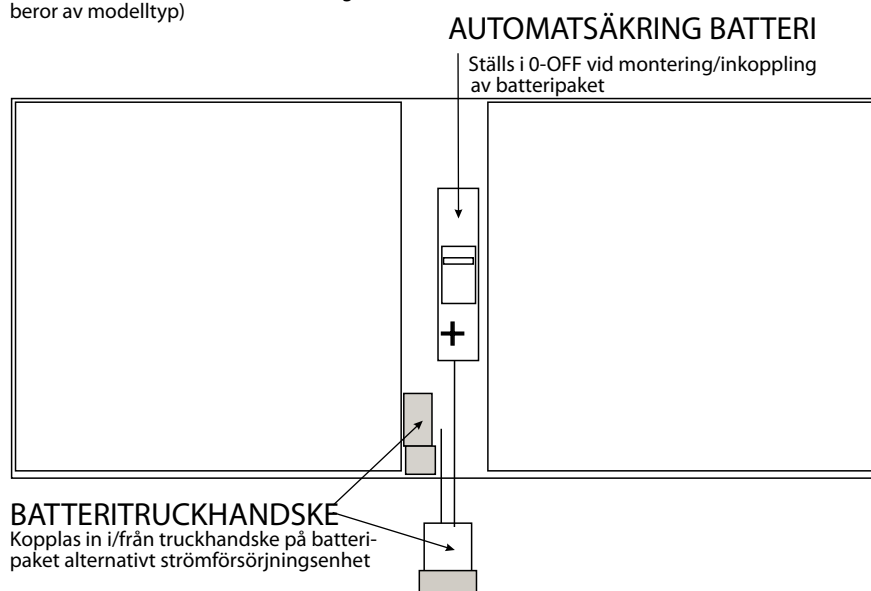 beror av modelltyp)
AUTOMATSÄKRING BATTERI
Ställs i 0-OFF vid montering/inkoppling
av batteripaket
+
BATTERITRUCKHANDSKE
Kopplas in i/från truckhandske på batteri-
paket alternativt strömförsörjningsenhet